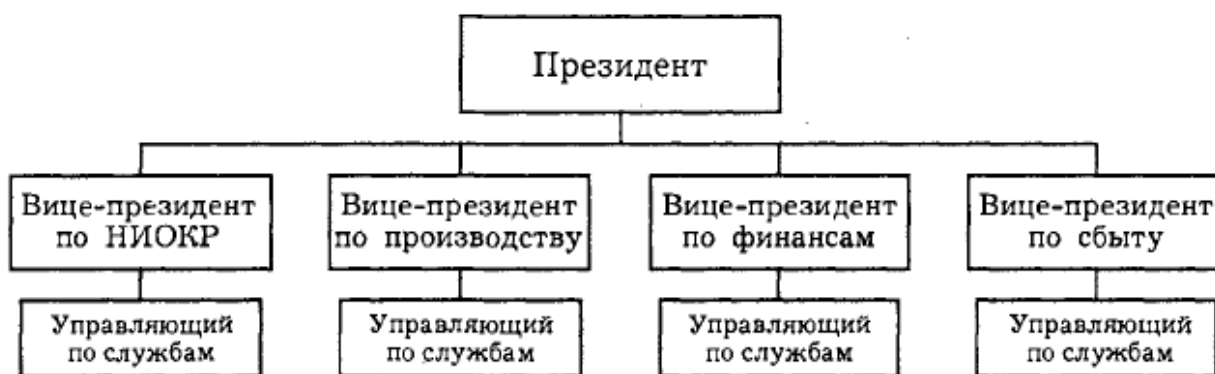 Президент
Вице-президент
по НИОКР
Вице-президент
по производству
Вице-президент
по финансам
Вице-президент
по сбыту
Управляющий
по службам
Управляющий
по службам
Управляющий
по службам
Управляющий
по службам